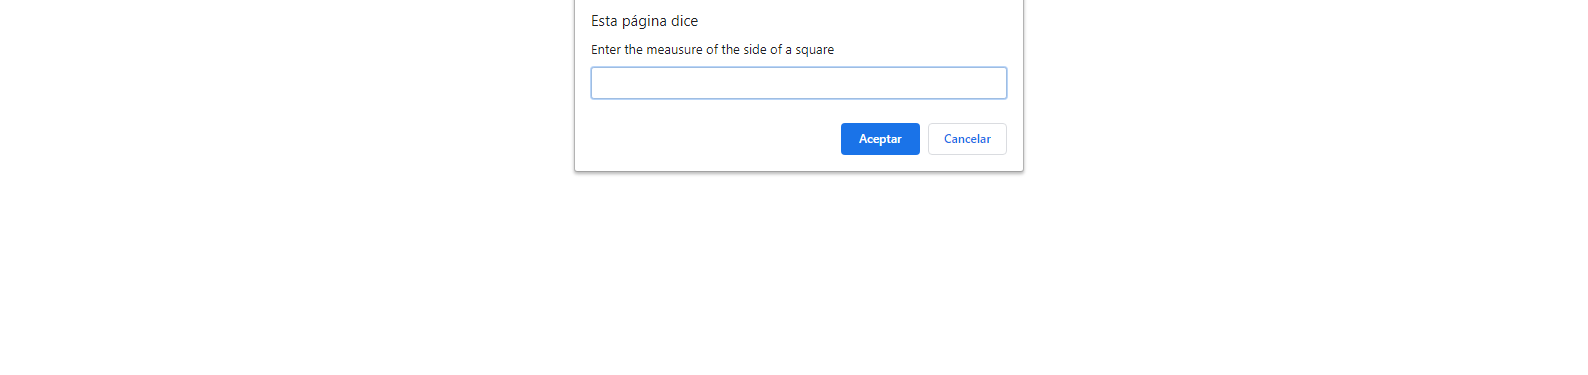 Esta página dice
Enter the meausure of the side of a square
Aceptar
Cancelar